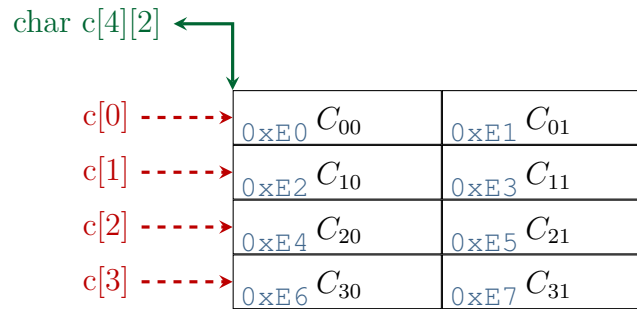 char c[4][2]
c[0] 0xE0 C₀₀ 0xE1 C₀₁
c[1] 0xE2 C₁₀ 0xE3 C₁₁
c[2] 0xE4 C₂₀ 0xE5 C₂₁
c[3] 0xE6 C₃₀ 0xE7 C₃₁